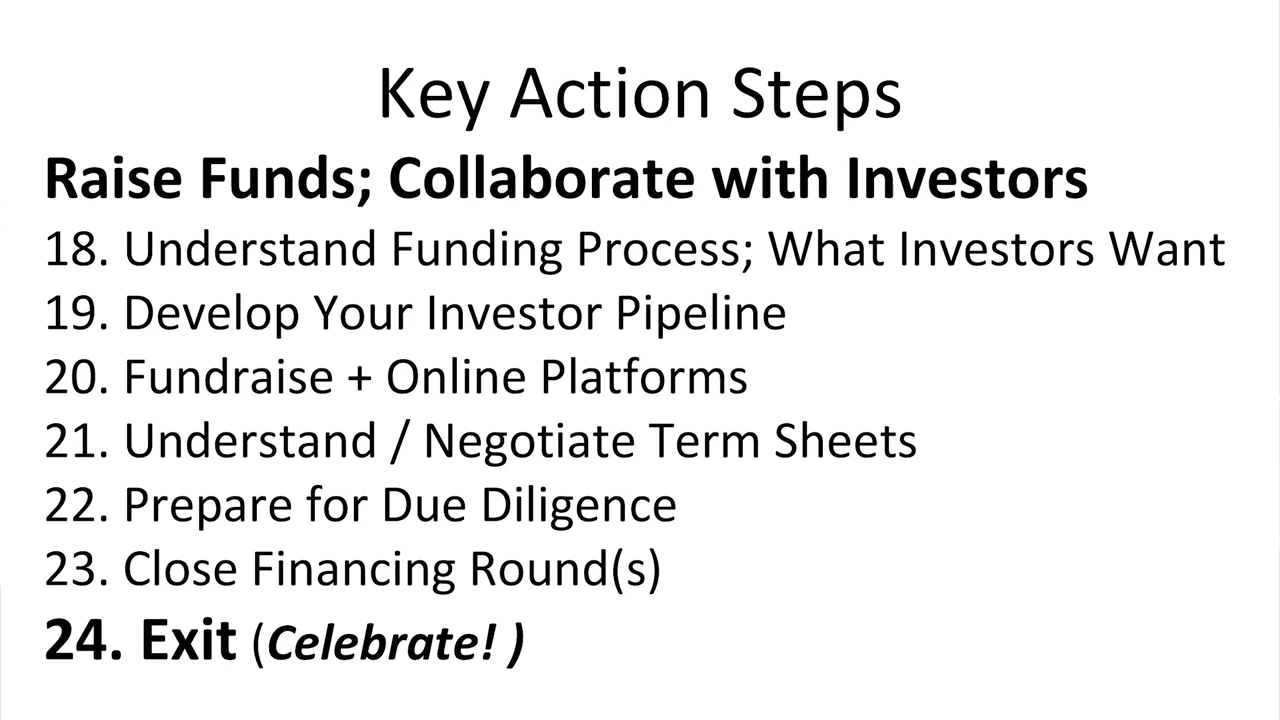 Key Action Steps
Raise Funds; Collaborate with Investors
18. Understand Funding Process; What Investors Want
19. Develop Your Investor Pipeline
20. Fundraise + Online Platforms
21. Understand / Negotiate Term Sheets
22. Prepare for Due Diligence
23. Close Financing Round(s)
24. Exit (Celebrate! )